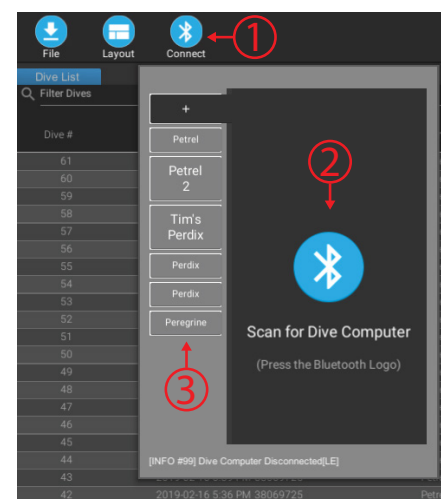 File
Layout
Connect
1
Dive List
Filter Dives
Dive #
61
60
59
58
57
56
55
54
53
52
51
50
49
48
47
46
45
44
43
42
+
Petrel
Petrel
2
Tim's
Perdix
Perdix
Perdix
Peregrine
3
2
Scan for Dive Computer
(Press the Bluetooth Logo)
[INFO #99] Dive Computer Disconnected[LE]
2019-02-16 5:36 PM 38069725